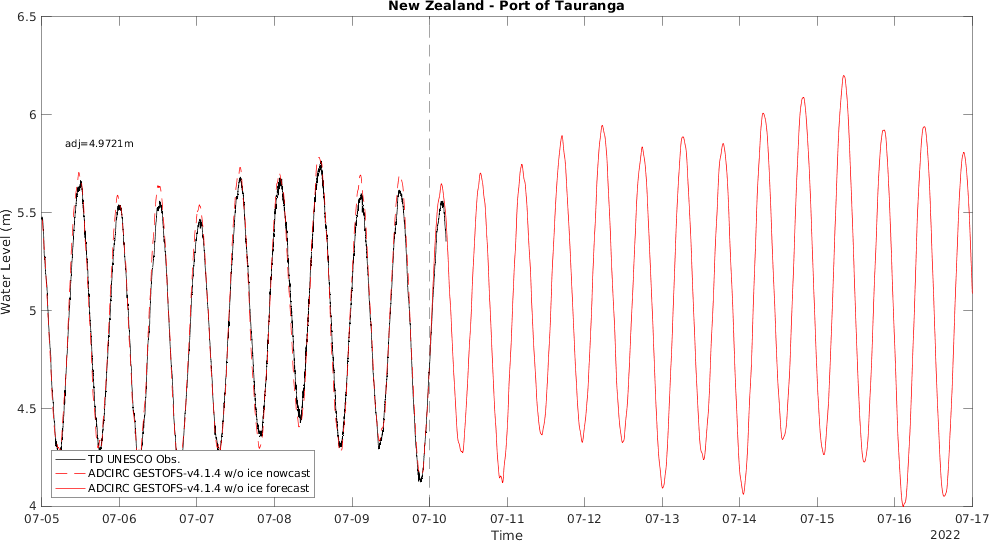 New Zealand - Port of Tauranga
6.5
6
5.5
5
4.5
4
Water Level (m)
adj=4.9721m
TD UNESCO Obs.
ADCIRC GESTOFS-v4.1.4 w/o ice nowcast
ADCIRC GESTOFS-v4.1.4 w/o ice forecast
07-05 07-06 07-07 07-08 07-09 07-10 07-11 07-12 07-13 07-14 07-15 07-16 07-17
Time
2022